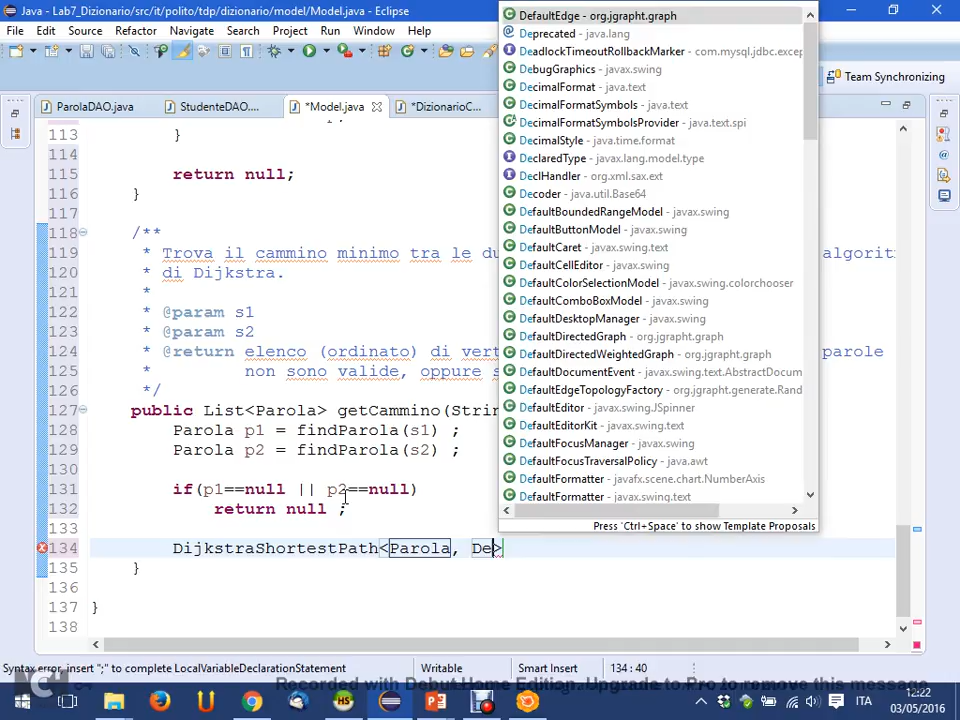 Java - Lab7_Dizionario/src/it/polito/tdp/dizionario/model/Model.java - Eclipse
File Edit Source Refactor Navigate Search Project Run Window Help
Team Synchronizing
ParolaDAO.java StudenteDAO.... *Model.java *DizionarioC...
113 }
114
115 return null;
116 }
117
118 /**
119 * Trova il cammino minimo tra le du algorit
120 * di Dijkstra.
121 *
122 * @param s1
123 * @param s2
124 * @return elenco (ordinato) di vert parole
125 * non sono valide, oppure s
126 */
127 public List<Parola> getCammino(Strin
128 Parola p1 = findParola(s1) ;
129 Parola p2 = findParola(s2) ;
130
131 if(p1==null || p2==null)
132 return null ;
133
134 DijkstraShortestPath<Parola, De>
135 }
136
137 }
138
DefaultEdge - org.jgrapht.graph
Deprecated - java.lang
DeadlockTimeoutRollbackMarker - com.mysql.jdbc.excep
DebugGraphics - javax.swing
DecimalFormat - java.text
DecimalFormatSymbols - java.text
DecimalFormatSymbolsProvider - java.text.spi
DecimalStyle - java.time.format
DeclaredType - javax.lang.model.type
DeclHandler - org.xml.sax.ext
Decoder - java.util.Base64
DefaultBoundedRangeModel - javax.swing
DefaultButtonModel - javax.swing
DefaultCaret - javax.swing.text
DefaultCellEditor - javax.swing
DefaultColorSelectionModel - javax.swing.colorchooser
DefaultComboBoxModel - javax.swing
DefaultDesktopManager - javax.swing
DefaultDirectedGraph - org.jgrapht.graph
DefaultDirectedWeightedGraph - org.jgrapht.graph
DefaultDocumentEvent - javax.swing.text.AbstractDocum
DefaultEdgeTopologyFactory - org.jgrapht.generate.Rand
DefaultEditor - javax.swing.JSpinner
DefaultEditorKit - javax.swing.text
DefaultFocusManager - javax.swing
DefaultFocusTraversalPolicy - java.awt
DefaultFormatter - javafx.scene.chart.NumberAxis
DefaultFormatter - javax.swing.text
Press 'Ctrl+Space' to show Template Proposals
Syntax error, insert ";" to complete LocalVariableDeclarationStatement Writable Smart Insert 134 : 40
Recorded with Debut Home Edition. Upgrade to Pro to remove this message
ITA
12:22
03/05/2016